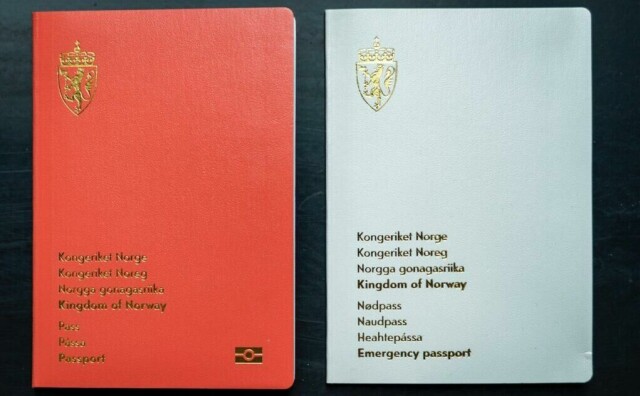 Kongeriket Norge
Kongeriket Noreg
Norgga gonagasriika
Kingdom of Norway
Pass
Pássa
Passport
Kongeriket Norge
Kongeriket Noreg
Norgga gonagasriika
Kingdom of Norway
Nødpass
Naudpass
Heahtepássa
Emergency passport